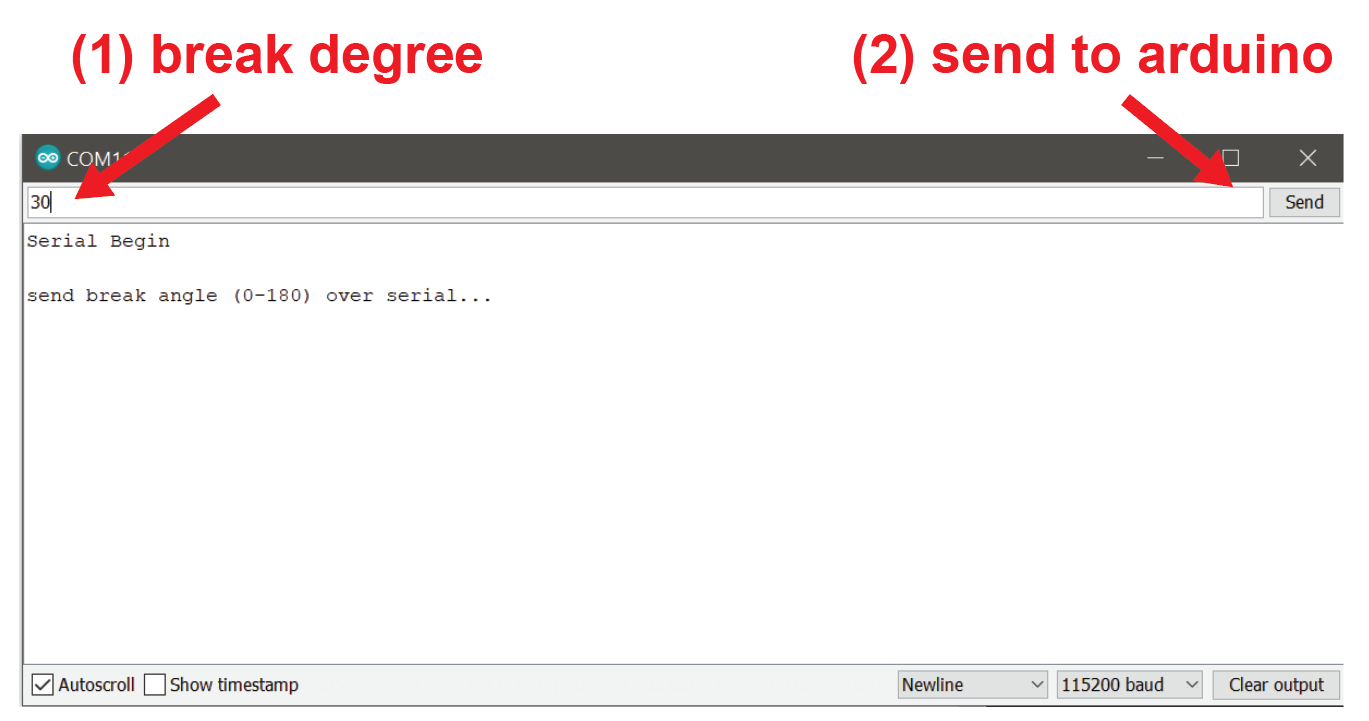 (1) break degree
(2) send to arduino
30
Send
Serial Begin
send break angle (0-180) over serial...
Autoscroll
Show timestamp
Newline
115200 baud
Clear output